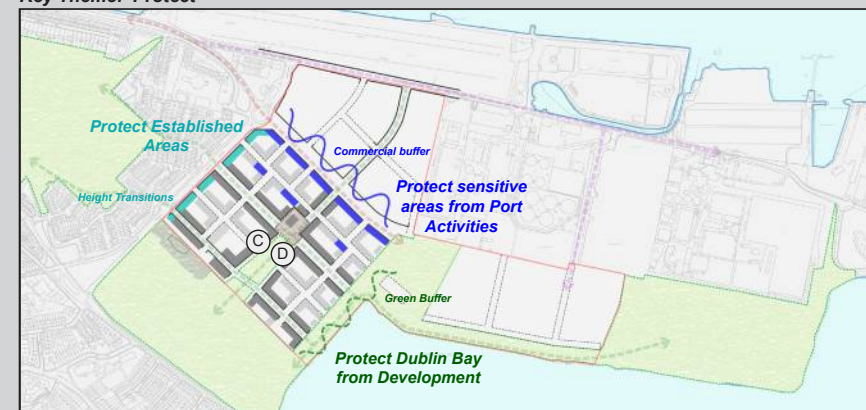 Key Theme: Protect
Protect Established
Areas
Commercial buffer
Protect sensitive
areas from Port
Activities
Height Transitions
C
D
Green Buffer
Protect Dublin Bay
from Development